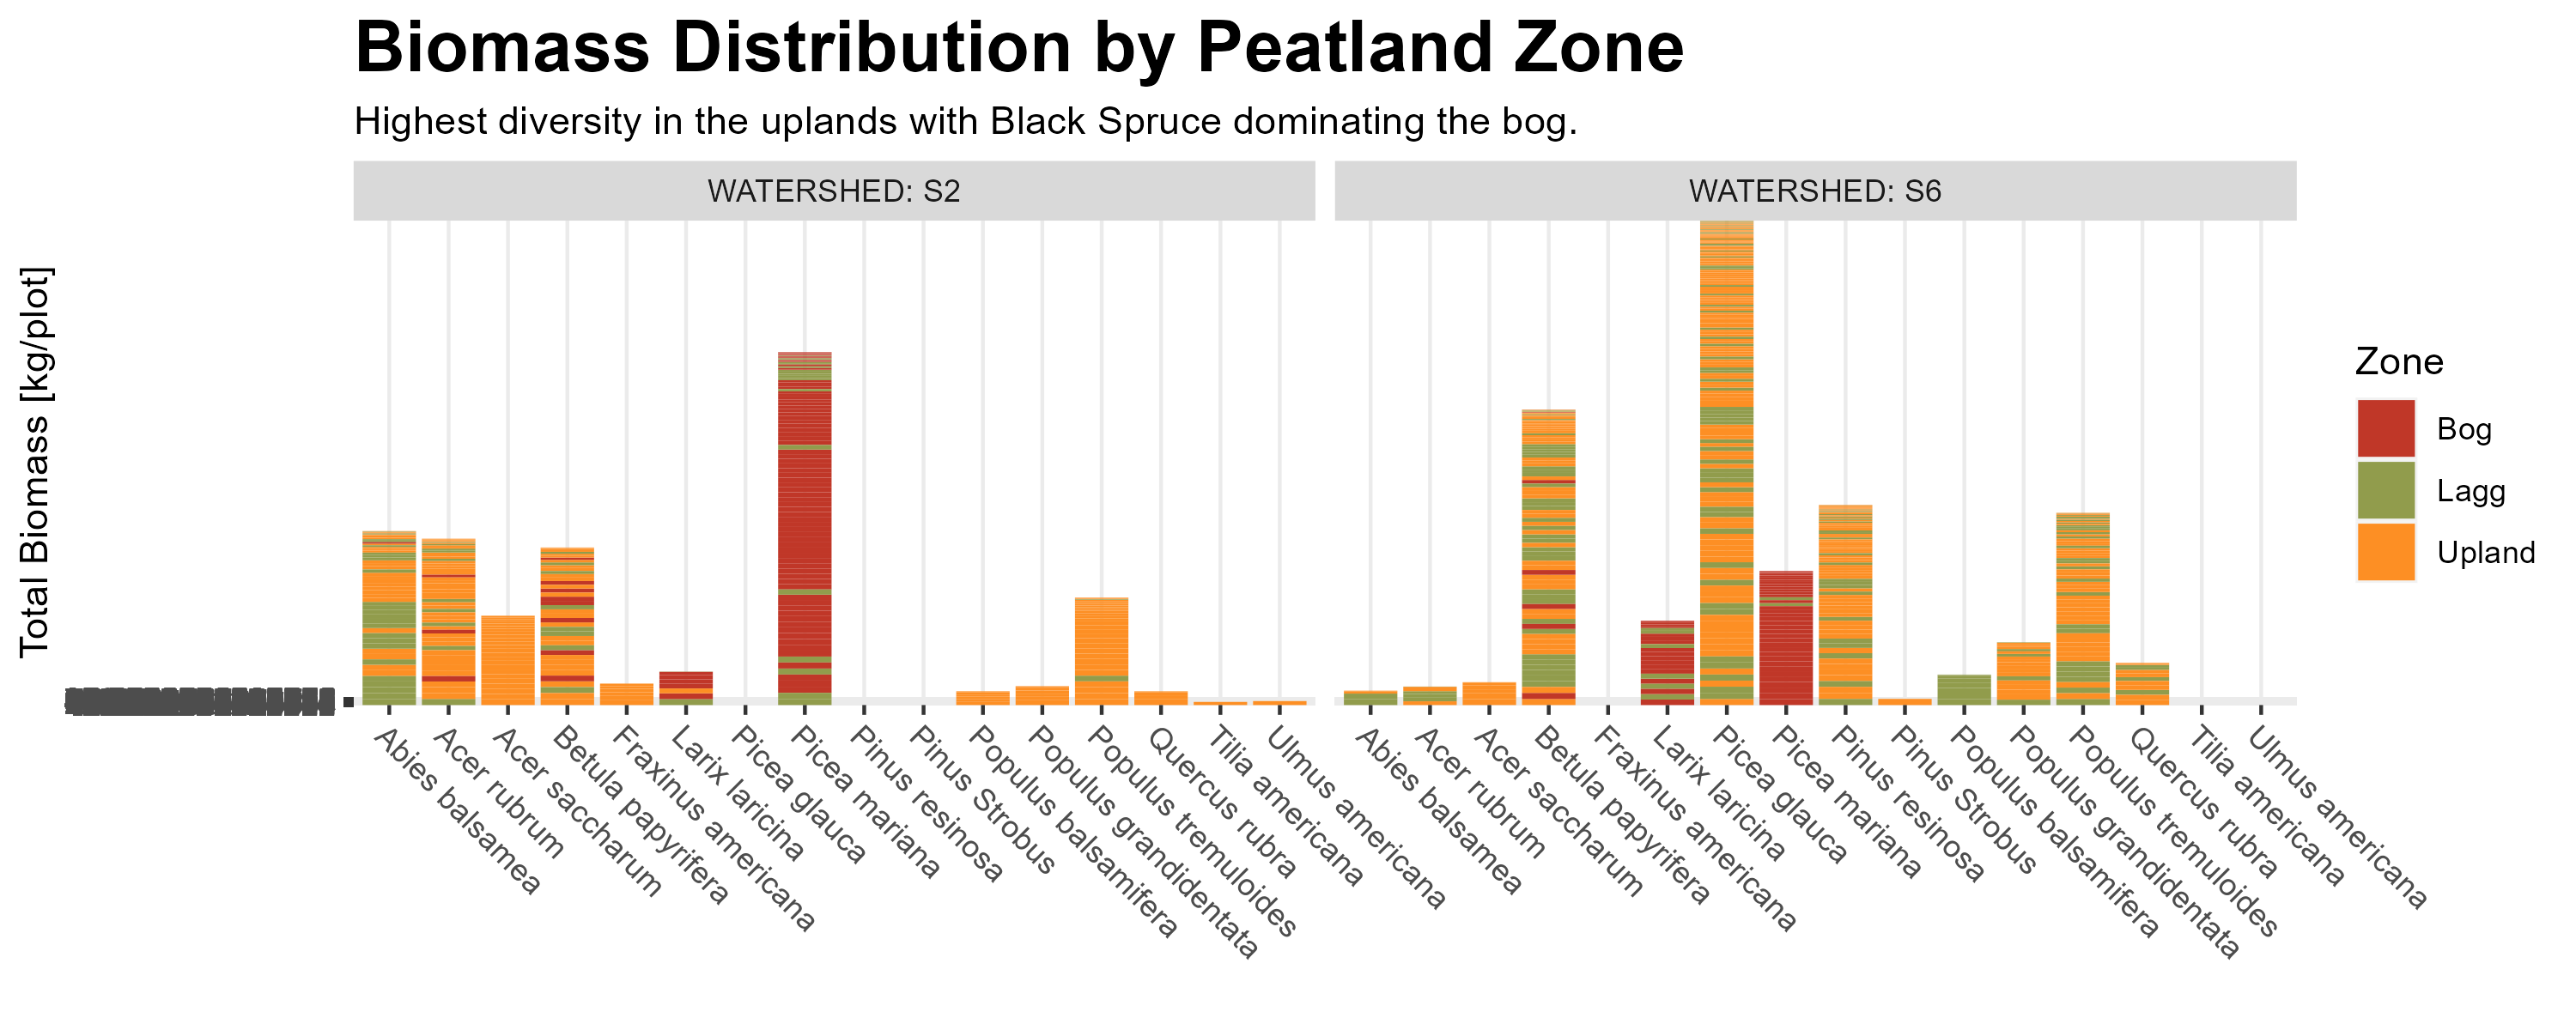 Biomass Distribution by Peatland Zone
Highest diversity in the uplands with Black Spruce dominating the bog.
WATERSHED: S2
WATERSHED: S6
Total Biomass [kg/plot]
Abies balsamea
Acer rubrum
Acer saccharum
Betula papyrifera
Fraxinus americana
Larix laricina
Picea glauca
Picea mariana
Pinus resinosa
Pinus Strobus
Populus balsamifera
Populus grandidentata
Populus tremuloides
Quercus rubra
Tilia americana
Ulmus americana
Abies balsamea
Acer rubrum
Acer saccharum
Betula papyrifera
Fraxinus americana
Larix laricina
Picea glauca
Picea mariana
Pinus resinosa
Pinus Strobus
Populus balsamifera
Populus grandidentata
Populus tremuloides
Quercus rubra
Tilia americana
Ulmus americana
Zone
Bog
Lagg
Upland